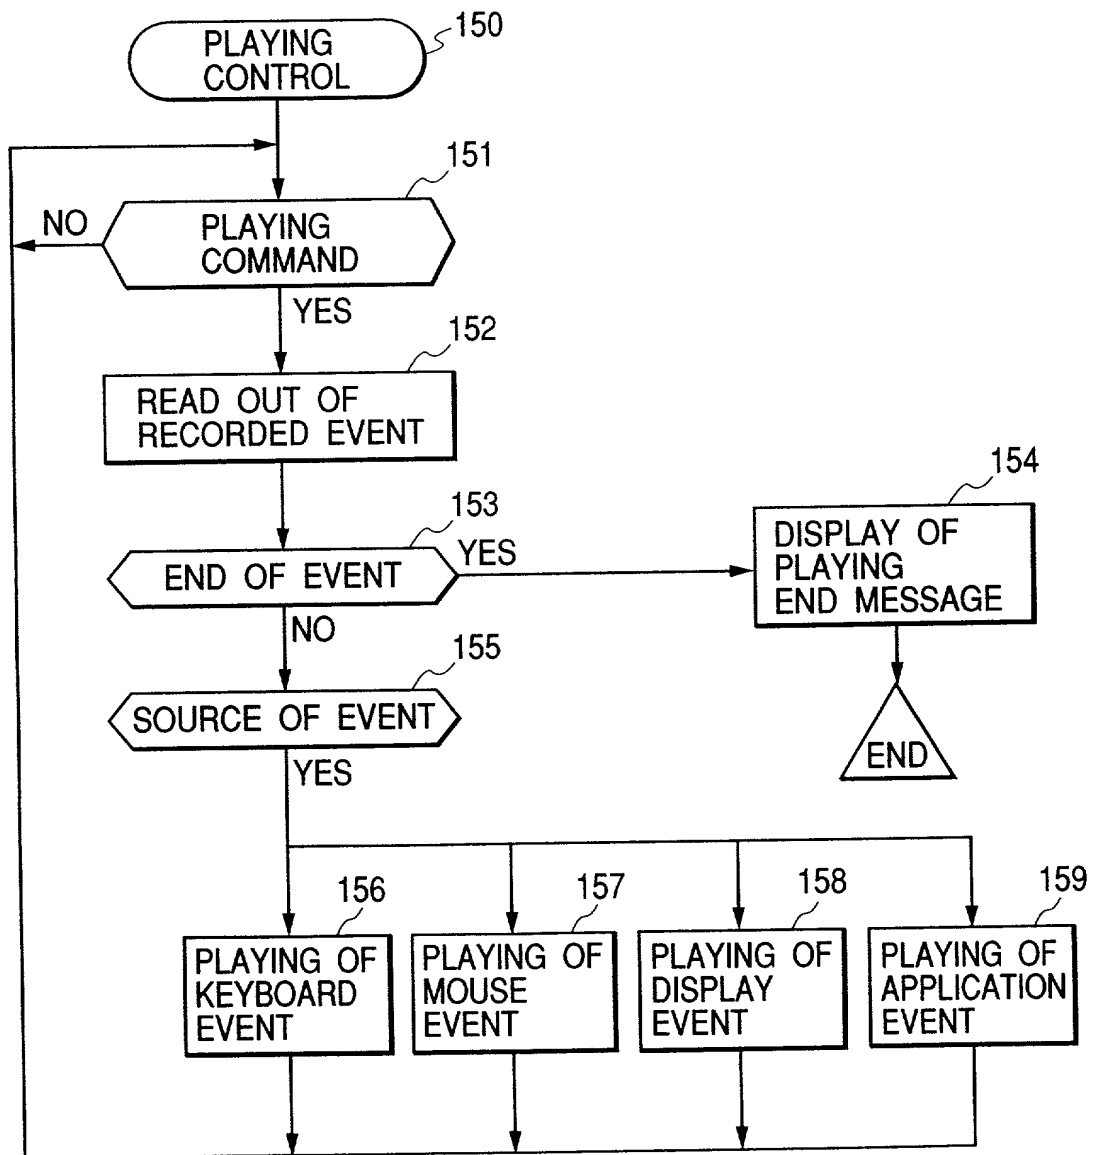 150
PLAYING
CONTROL
151
NO
PLAYING
COMMAND
YES
152
READ OUT OF
RECORDED EVENT
153
END OF EVENT
YES
154
DISPLAY OF
PLAYING
END MESSAGE
NO
155
SOURCE OF EVENT
END
YES
156
PLAYING OF
KEYBOARD
EVENT
157
PLAYING OF
MOUSE
EVENT
158
PLAYING OF
DISPLAY
EVENT
159
PLAYING OF
APPLICATION
EVENT